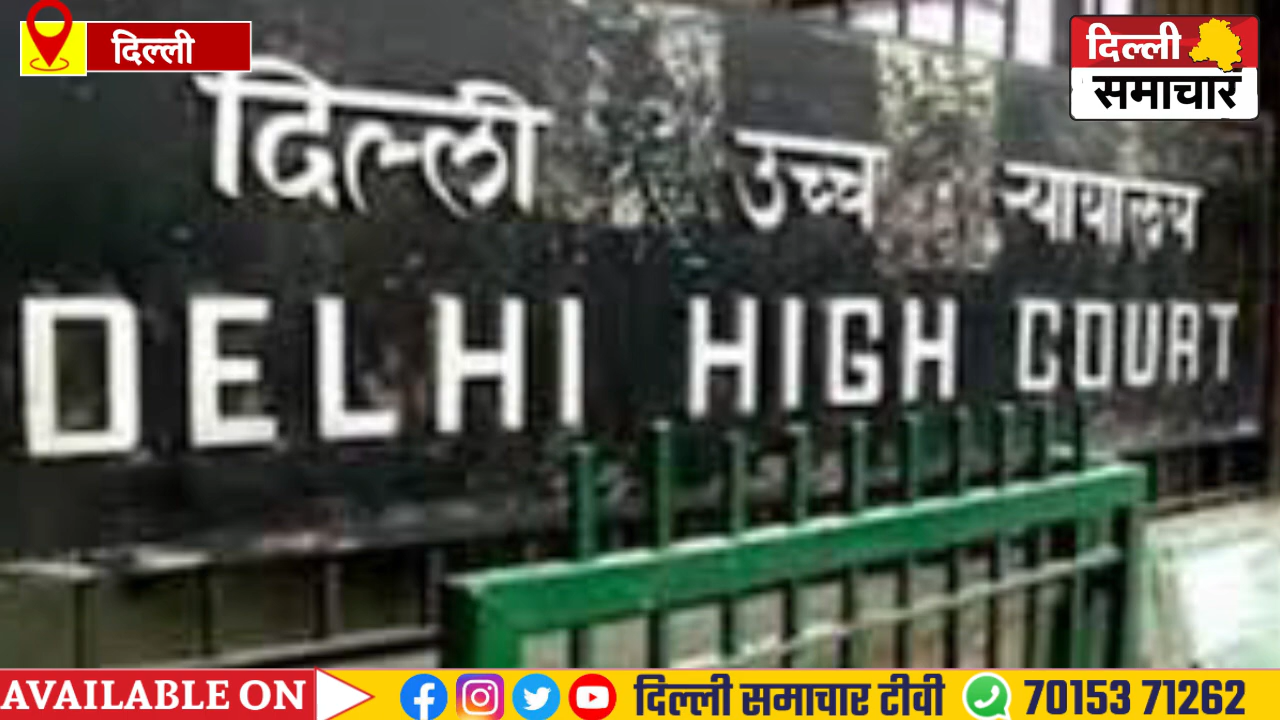 दिल्ली
दिल्ली
समाचार
दिल्ली उच्च न्यायालय
DELHI HIGH COURT
AVAILABLE ON
दिल्ली समाचार टीवी
70153 71262